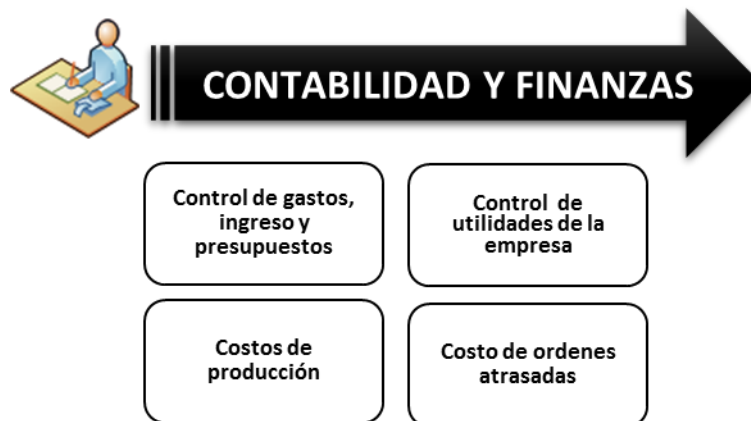 CONTABILIDAD Y FINANZAS
Control de gastos,
ingreso y
presupuestos
Control de
utilidades de la
empresa
Costos de
producción
Costo de ordenes
atrasadas